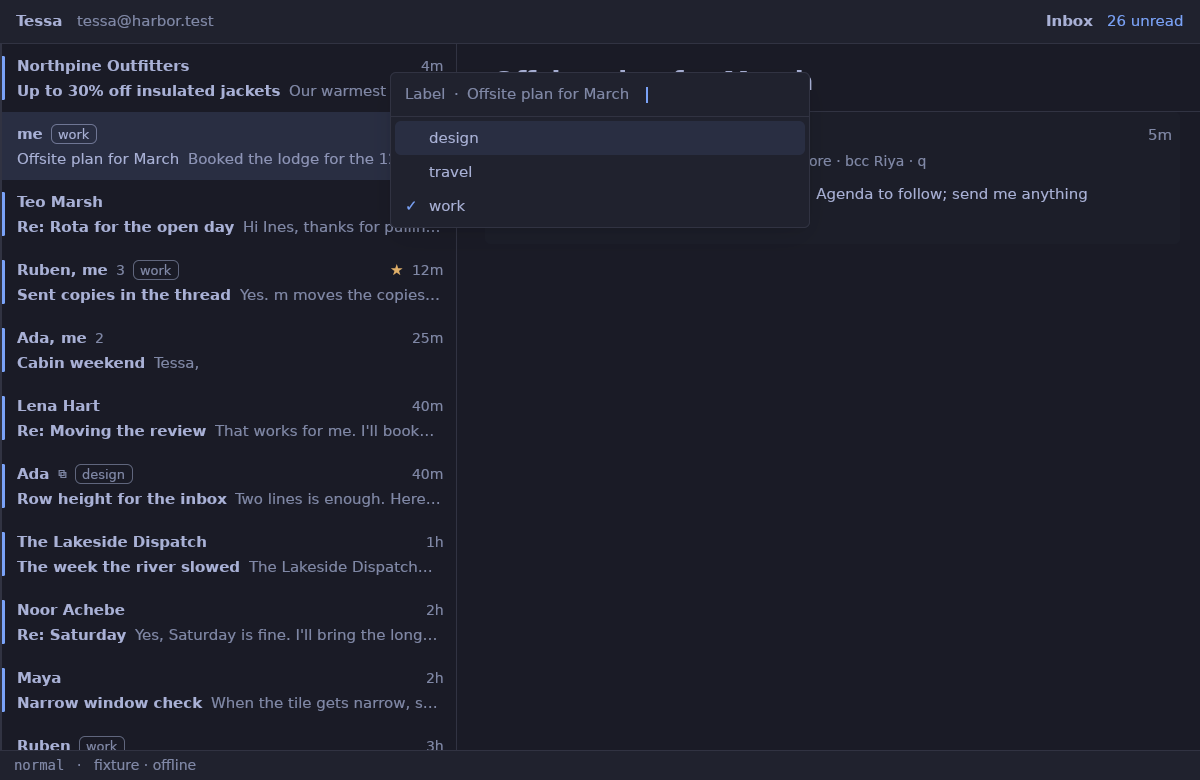 Tessa tessa@harbor.test
Inbox 26 unread
Northpine Outfitters 4m
Up to 30% off insulated jackets Our warmest
me work
Offsite plan for March Booked the lodge for the
Teo Marsh
Re: Rota for the open day Hi Ines, thanks for
Ruben, me 3 work ★ 12m
Sent copies in the thread Yes. m moves the copies…
Ada, me 2 25m
Cabin weekend Tessa,
Lena Hart 40m
Re: Moving the review That works for me. I'll book…
Ada design 40m
Row height for the inbox Two lines is enough. Here…
The Lakeside Dispatch 1h
The week the river slowed The Lakeside Dispatch…
Noor Achebe 2h
Re: Saturday Yes, Saturday is fine. I'll bring the long…
Maya 2h
Narrow window check When the tile gets narrow, s…
Ruben work 3h
Label · Offsite plan for March
design
travel
✓ work
5m
· bcc Riya · q
Agenda to follow; send me anything
normal · fixture · offline